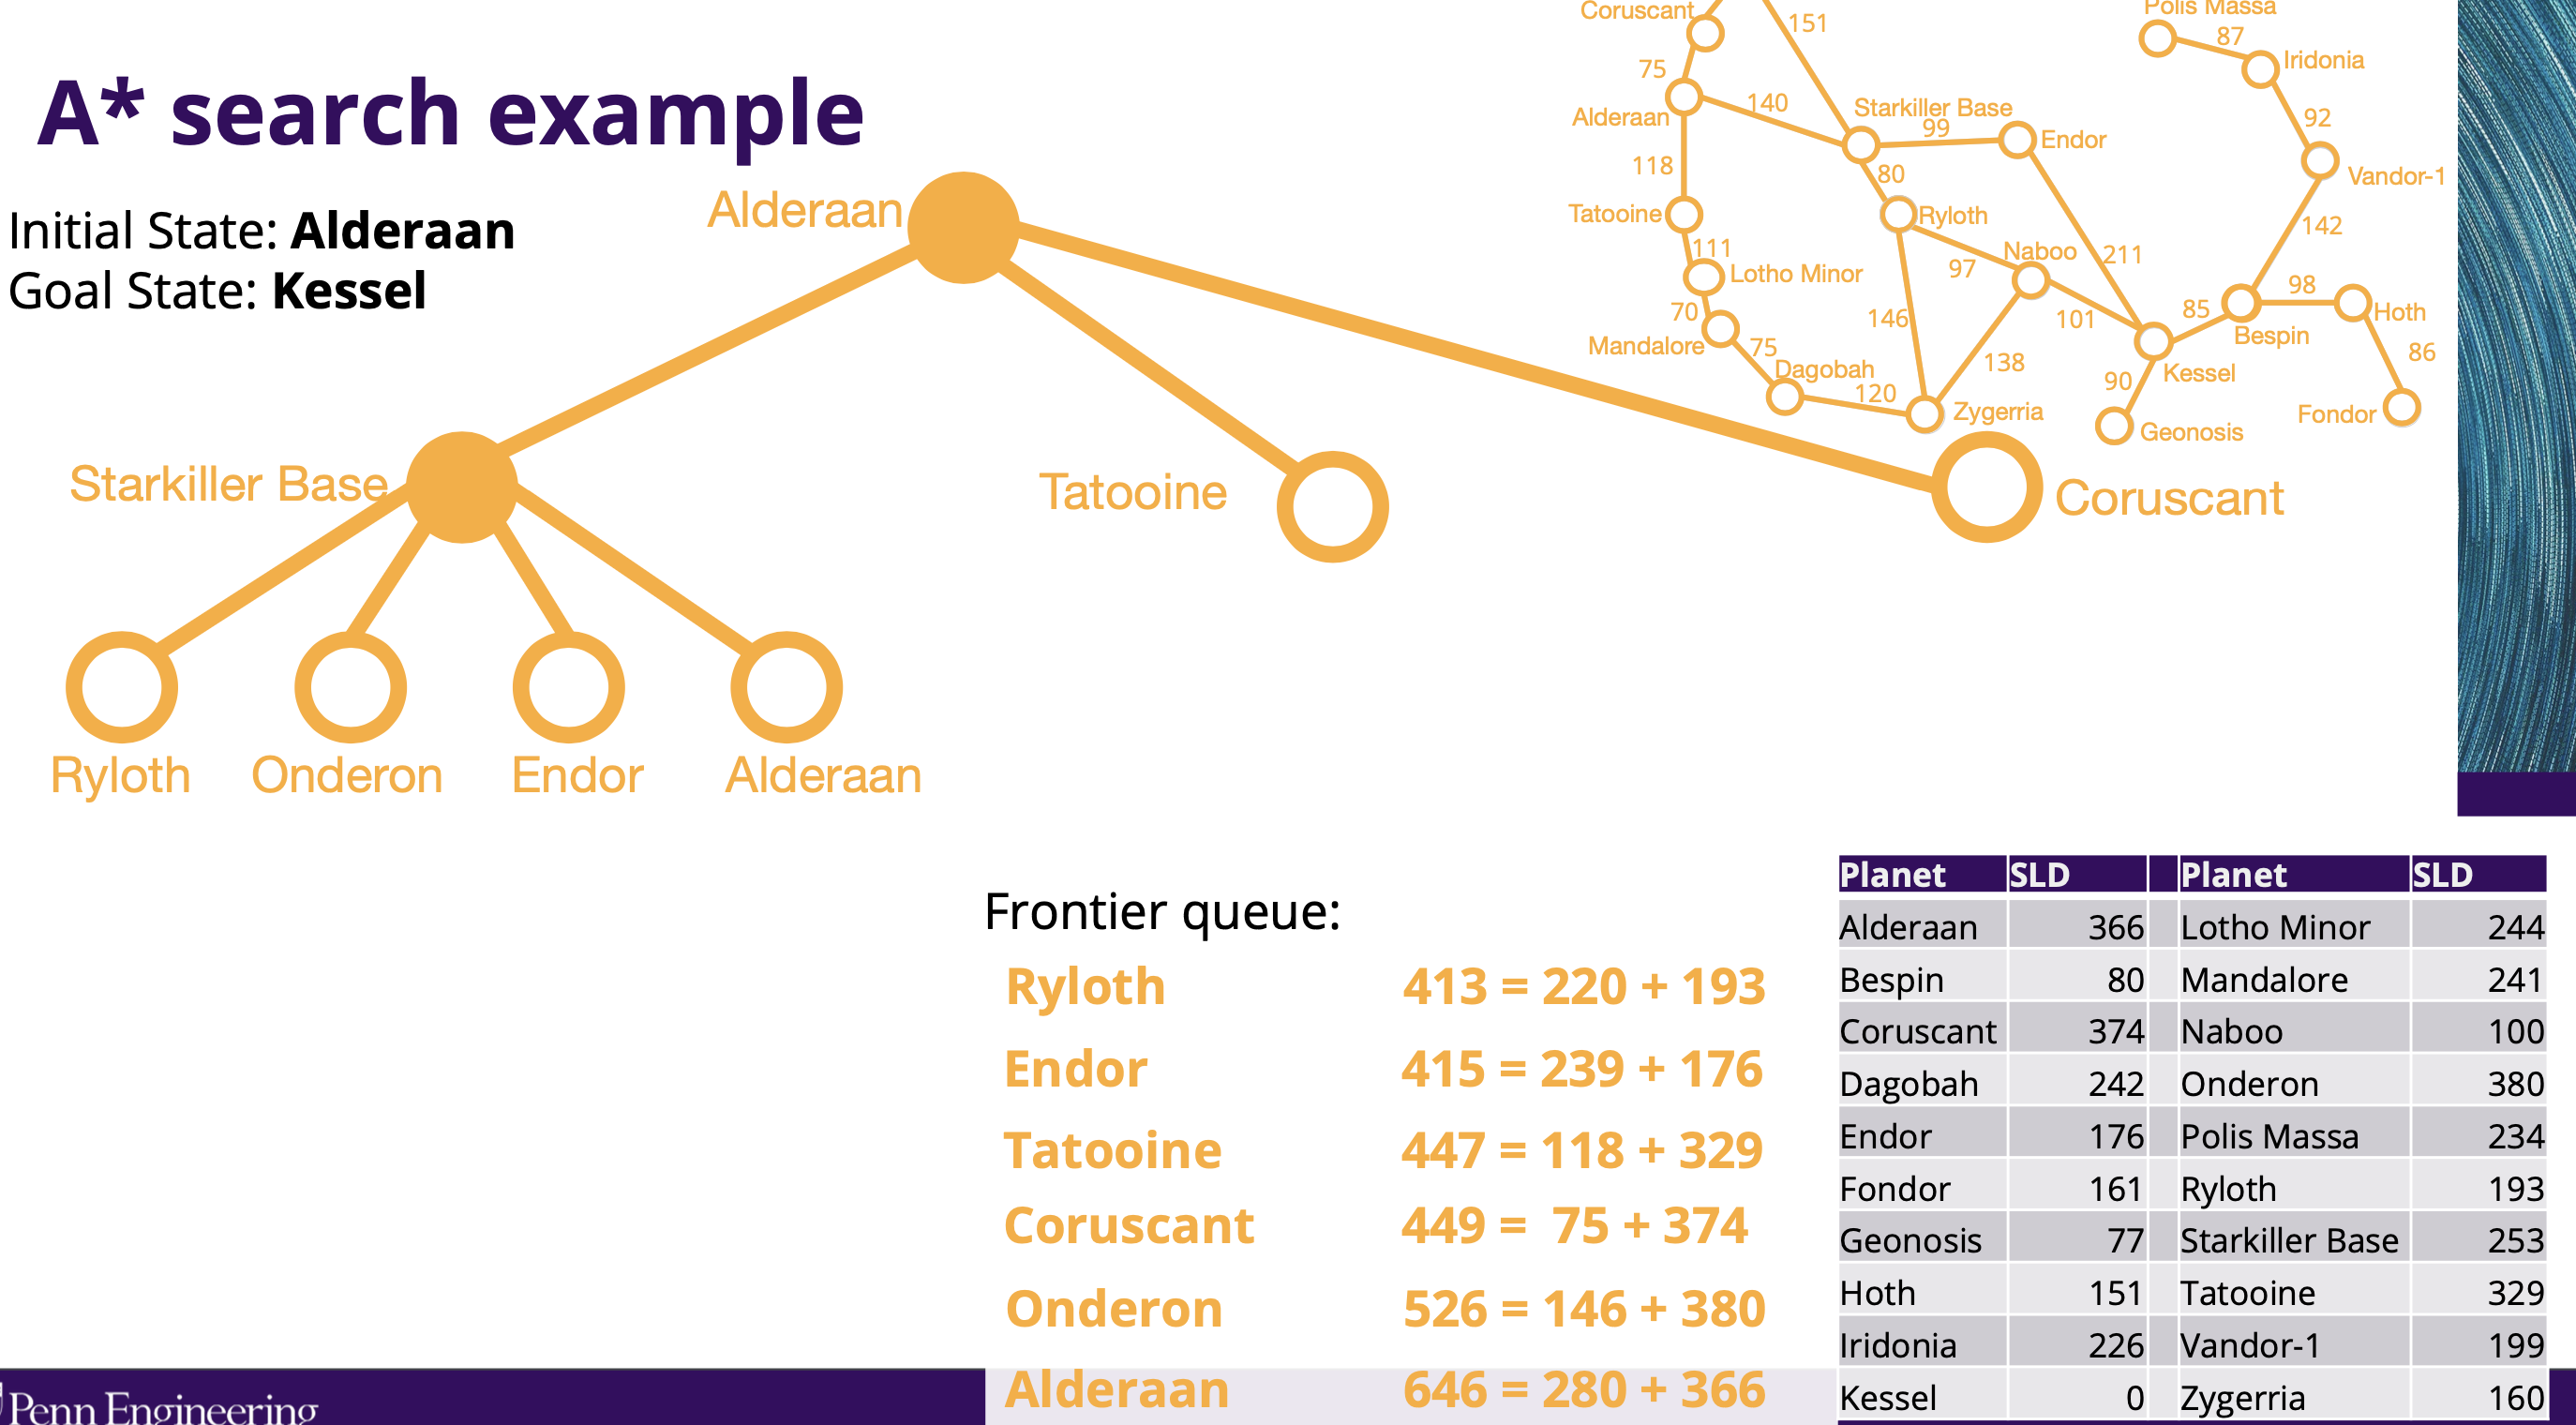 A* search example
Initial State: Alderaan
Goal State: Kessel
Alderaan
Starkiller Base
Tatooine
Coruscant
Ryloth
Onderon
Endor
Alderaan
Coruscant
151
Polis Massa
87
Iridonia
75
Alderaan
140
Starkiller Base
99
Endor
92
118
80
Vandor-1
Tatooine
Ryloth
142
111
Lotho Minor
97
Naboo
211
98
70
146
101
85
Hoth
Mandalore
75
Bespin
86
Dagobah
138
Kessel
120
90
Zygerria
Geonosis
Fondor
Frontier queue:
Ryloth 413 = 220 + 193
Endor 415 = 239 + 176
Tatooine 447 = 118 + 329
Coruscant 449 = 75 + 374
Onderon 526 = 146 + 380
Alderaan 646 = 280 + 366
Planet SLD Planet SLD
Alderaan 366 Lotho Minor 244
Bespin 80 Mandalore 241
Coruscant 374 Naboo 100
Dagobah 242 Onderon 380
Endor 176 Polis Massa 234
Fondor 161 Ryloth 193
Geonosis 77 Starkiller Base 253
Hoth 151 Tatooine 329
Iridonia 226 Vandor-1 199
Kessel 0 Zygerria 160
Penn Engineering